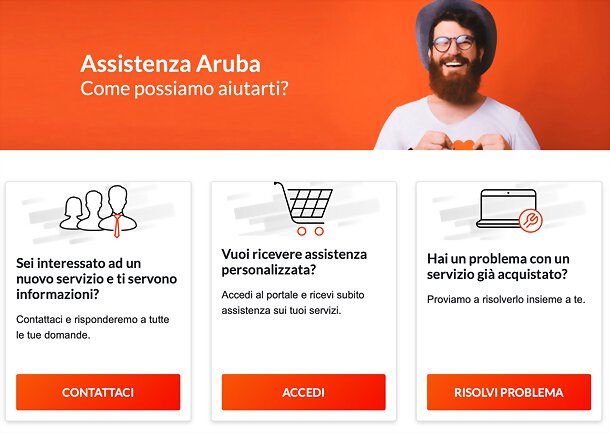 Assistenza Aruba
Come possiamo aiutarti?
Sei interessato ad un
nuovo servizio e ti servono
informazioni?
Contattaci e risponderemo a tutte
le tue domande.
CONTATTACI
Vuoi ricevere assistenza
personalizzata?
Accedi al portale e ricevi subito
assistenza sui tuoi servizi.
ACCEDI
Hai un problema con un
servizio già acquistato?
Proviamo a risolverlo insieme a te.
RISOLVI PROBLEMA